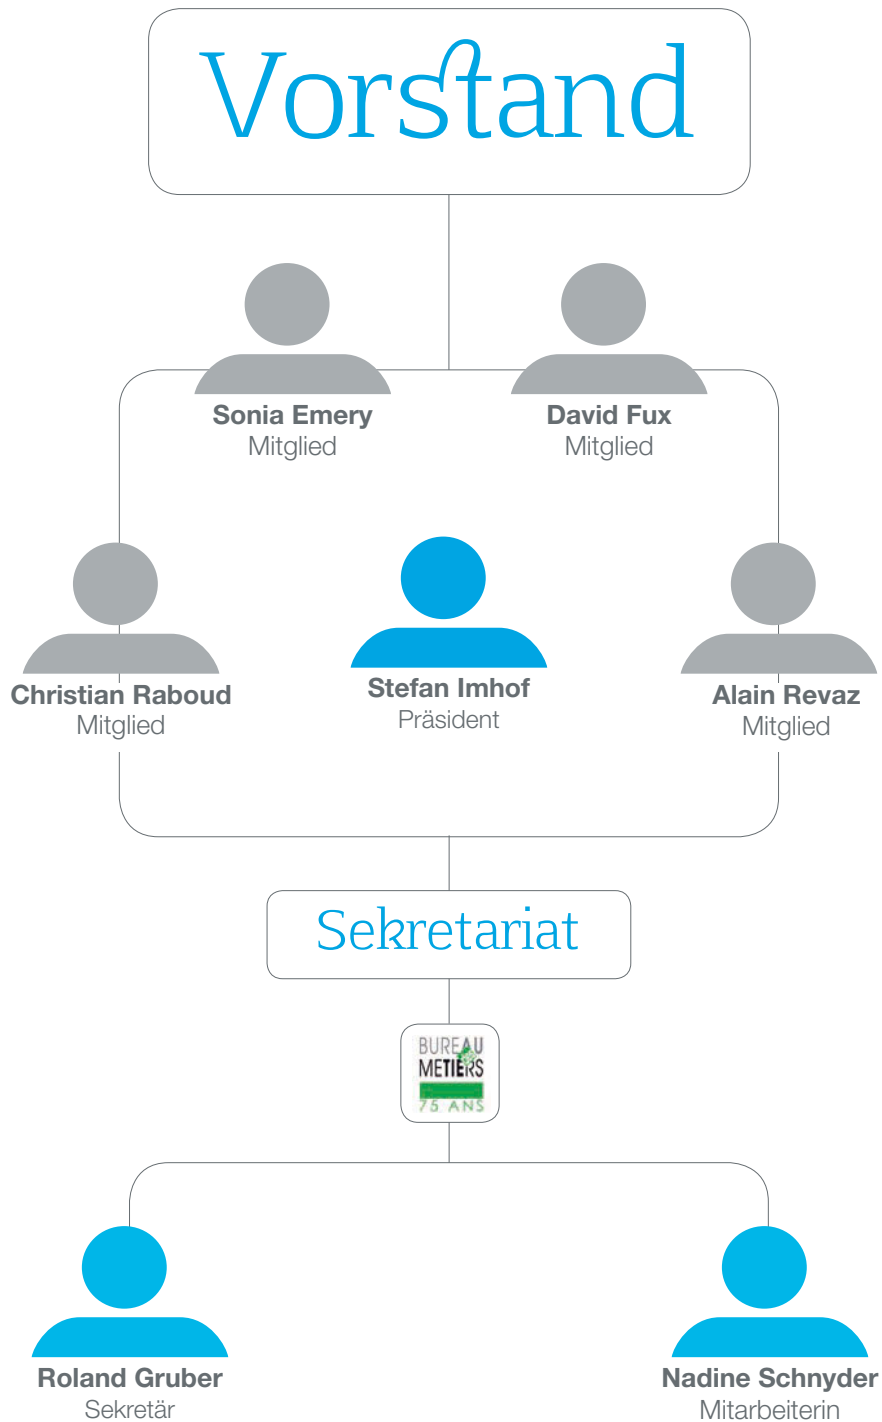 Vorstand
Sonia Emery
Mitglied
David Fux
Mitglied
Christian Raboud
Mitglied
Stefan Imhof
Präsident
Alain Revaz
Mitglied
Sekretariat
BUREAU
METIERS
75 ANS
Roland Gruber
Sekretär
Nadine Schnyder
Mitarbeiterin